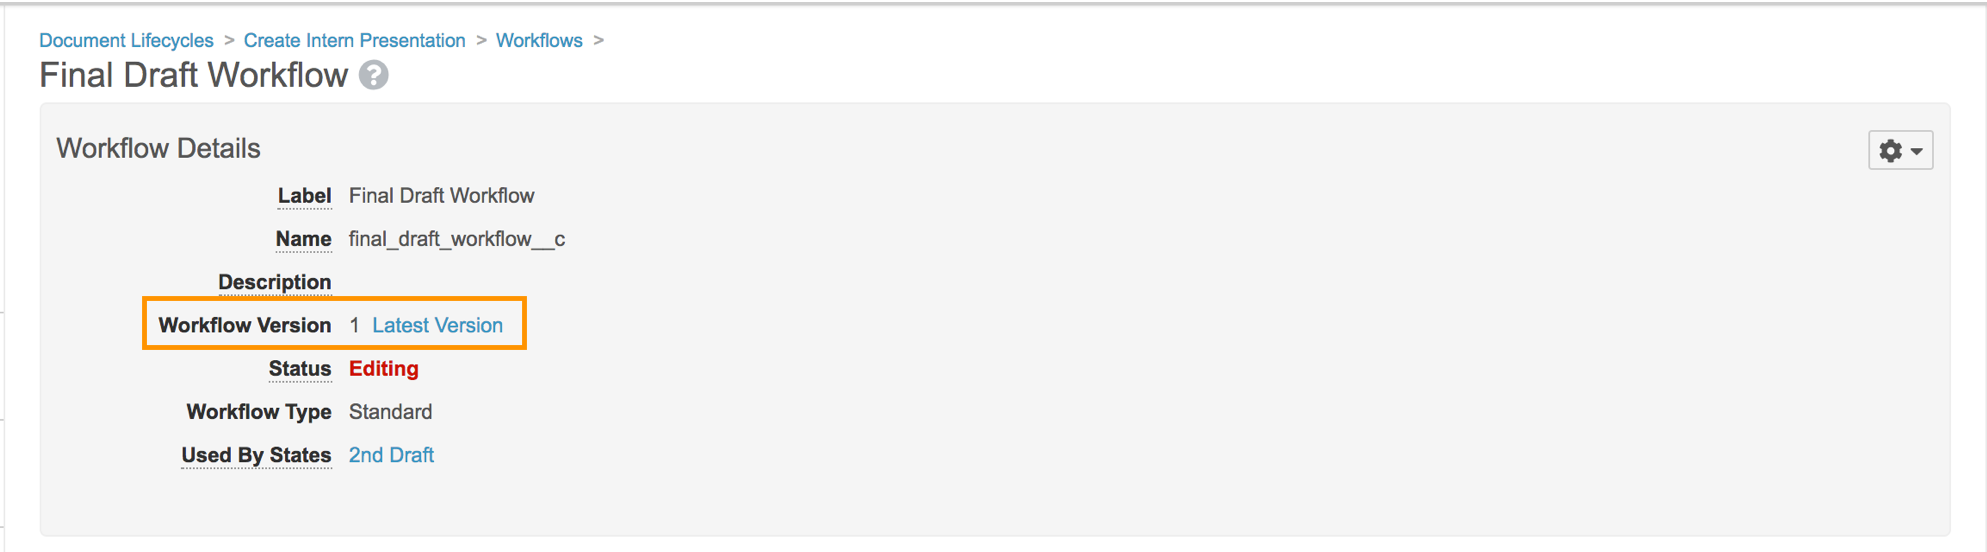 Document Lifecycles > Create Intern Presentation > Workflows >
Final Draft Workflow ?
Workflow Details
Label Final Draft Workflow
Name final_draft_workflow__c
Description
Workflow Version 1 Latest Version
Status Editing
Workflow Type Standard
Used By States 2nd Draft